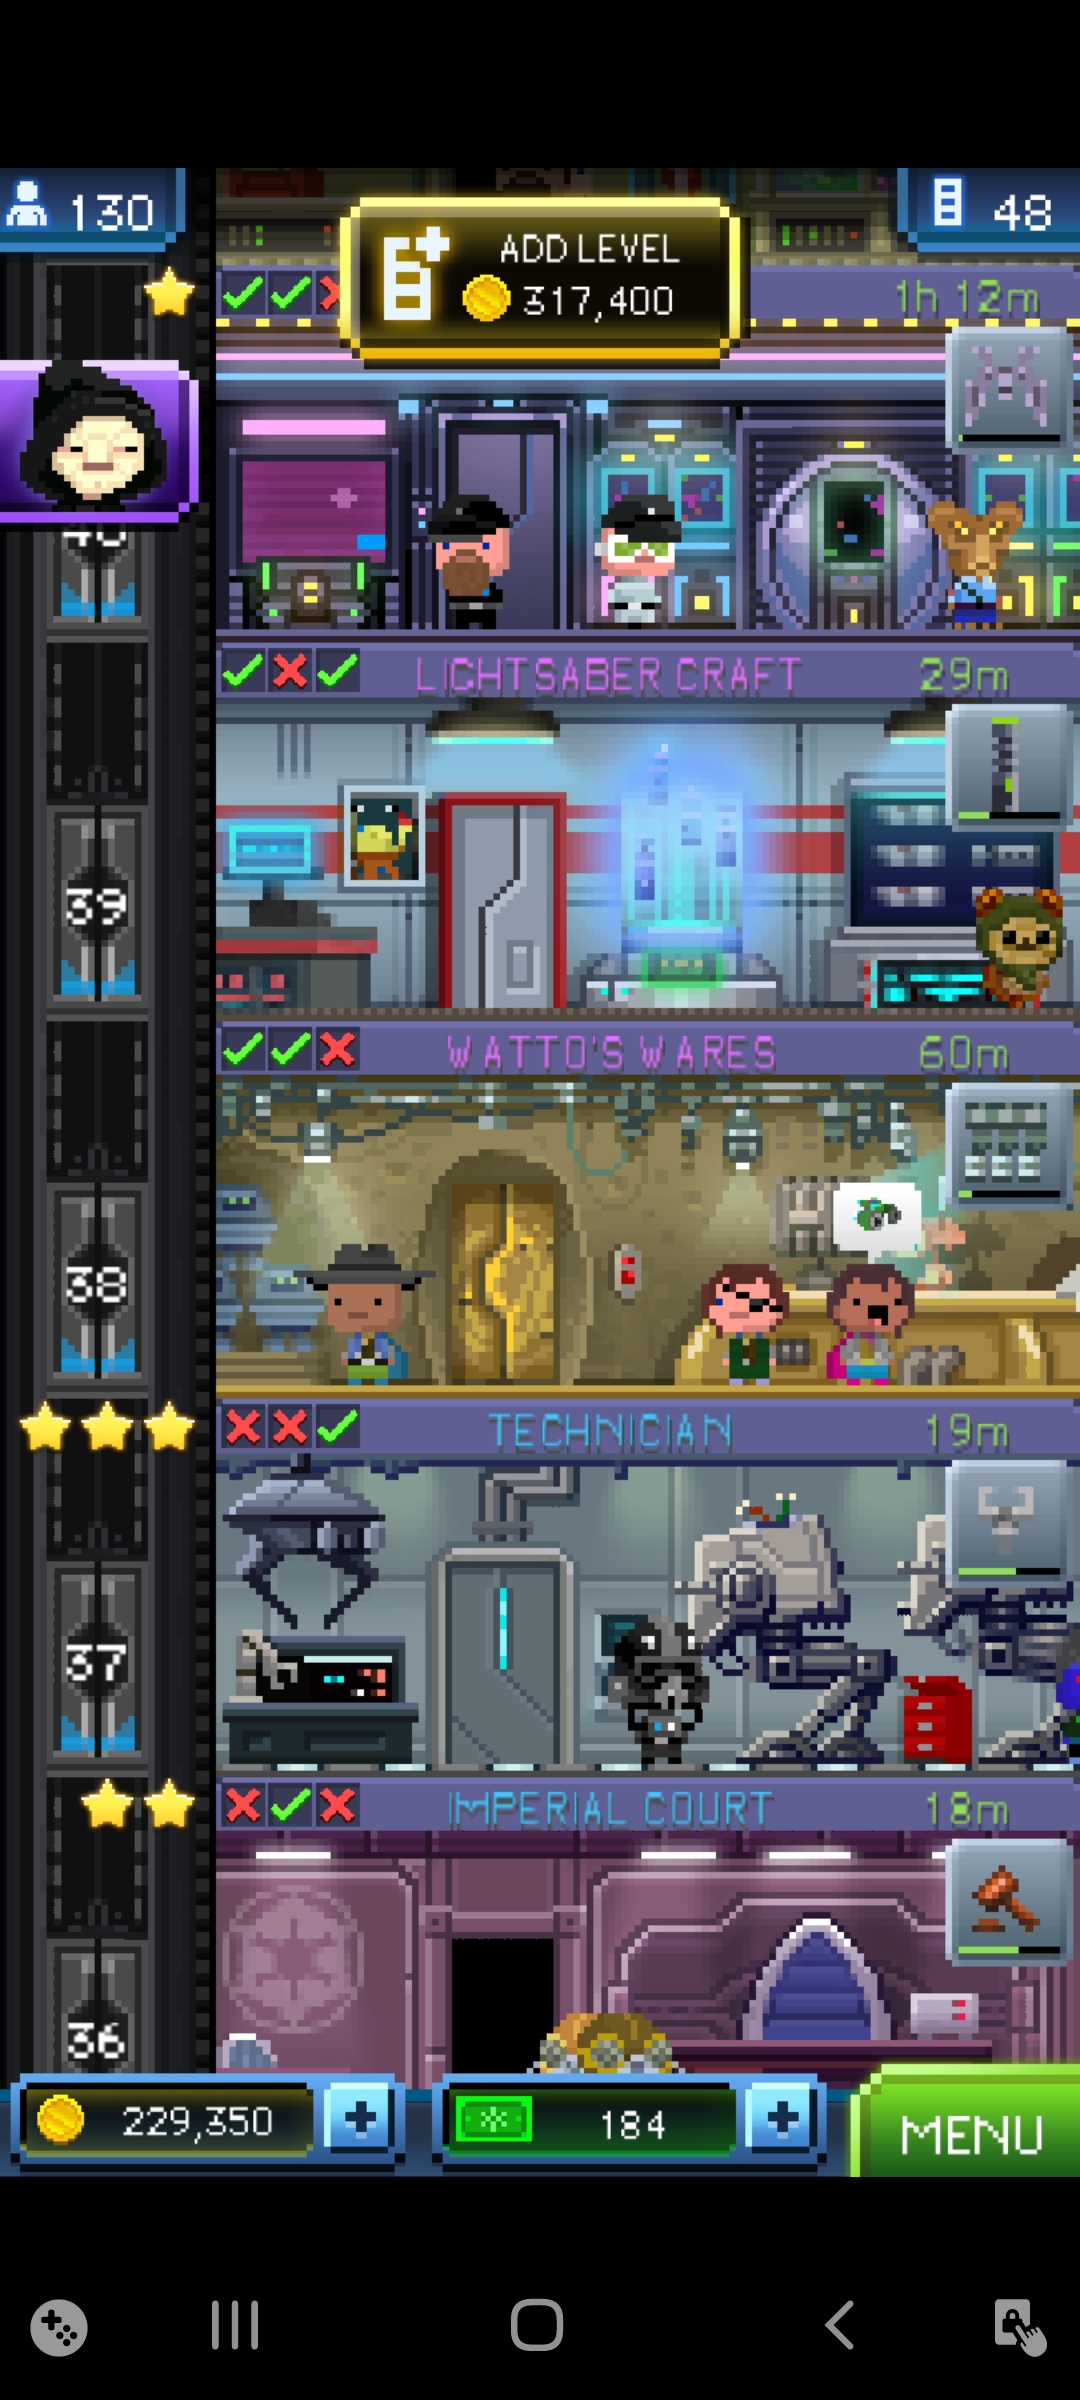 130
ADD LEVEL
317,400
48
1h 12m
LIGHTSABER CRAFT
29m
39
WATTO'S WARES
60m
38
TECHNICIAN
19m
37
IMPERIAL COURT
18m
36
229,350
184
MENU